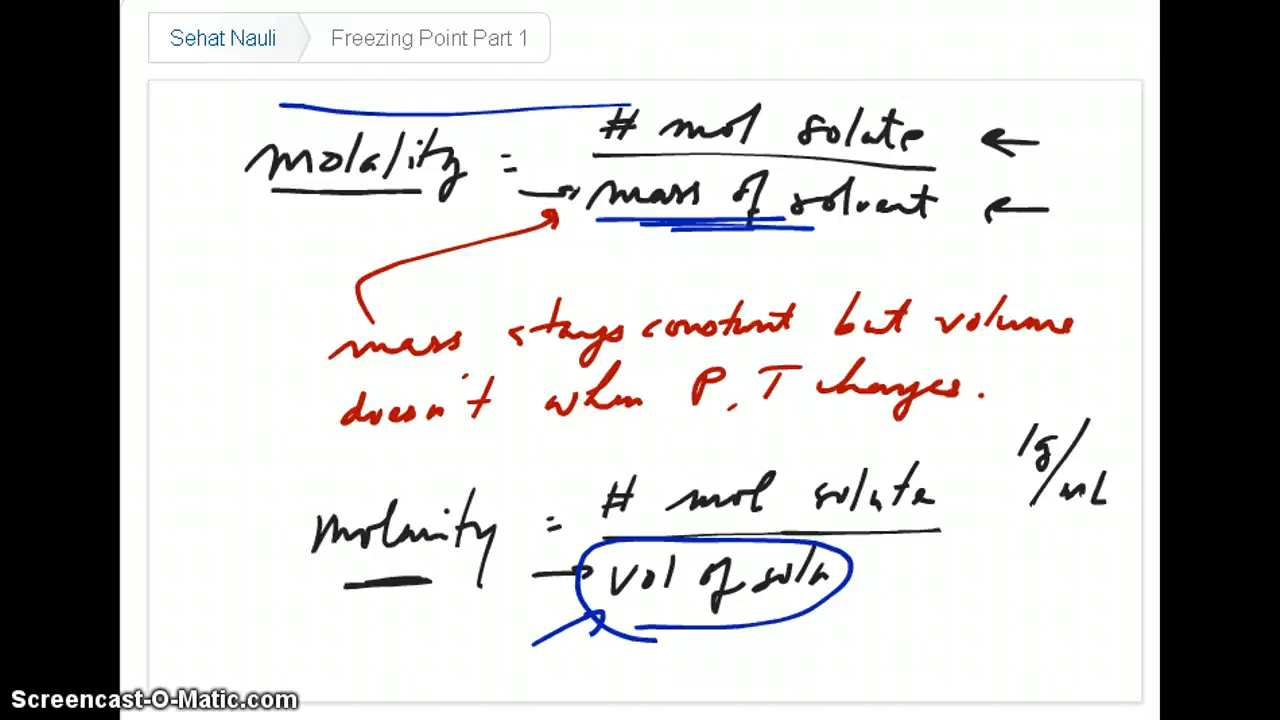 Sehat Nauli Freezing Point Part 1
molality = # mol solute
mass of solvent
mass stays constant but volume
doesn't when P, T changes.
1g/mL
molarity = # mol solute
vol of soln
Screencast-O-Matic.com